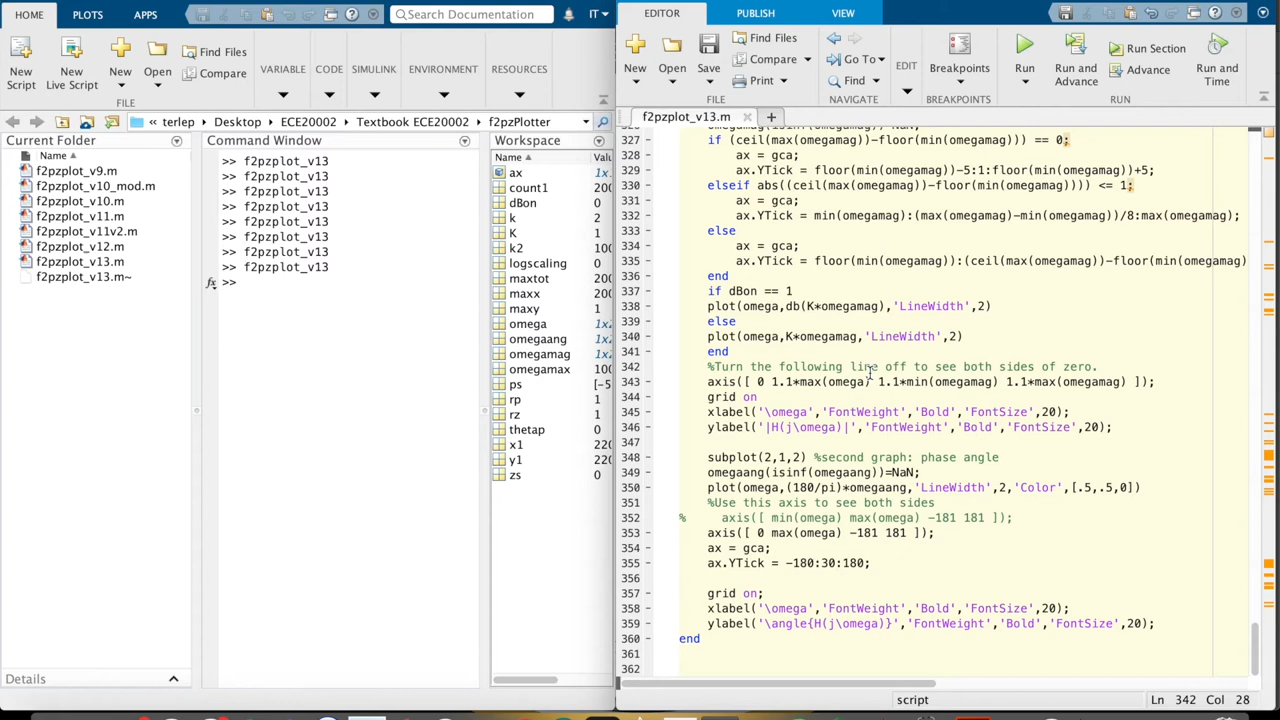 HOME PLOTS APPS Search Documentation IT
New Script
New Live Script
New
Open
Find Files
Compare
FILE
VARIABLE
CODE
SIMULINK
ENVIRONMENT
RESOURCES
terlep Desktop ECE20002 Textbook ECE20002 f2pzPlotter
Current Folder
Name
f2pzplot_v9.m
f2pzplot_v10_mod.m
f2pzplot_v10.m
f2pzplot_v11.m
f2pzplot_v11v2.m
f2pzplot_v12.m
f2pzplot_v13.m
f2pzplot_v13.m~
Details
Command Window
>> f2pzplot_v13
>> f2pzplot_v13
>> f2pzplot_v13
>> f2pzplot_v13
>> f2pzplot_v13
>> f2pzplot_v13
>> f2pzplot_v13
>> f2pzplot_v13
fx >>
Workspace
Name Valu
ax 1x
count1 200
dBon 0
k 2
K 1
k2 100
logscaling 0
maxtot 200
maxx 200
maxy 1
omega 1x2
omegaang 1x2
omegamag 1x2
omegamax 100
ps [-5
rp 1
rz 1
thetap 0
x1 220
y1 220
zs 0
EDITOR PUBLISH VIEW
New
Open
Save
Find Files
Compare
Print
FILE
Go To
Find
NAVIGATE
EDIT
Breakpoints
BREAKPOINTS
Run
Run and Advance
Run Section
Advance
Run and Time
RUN
f2pzplot_v13.m
327 if (ceil(max(omegamag)-floor(min(omegamag))) == 0;
328 ax = gca;
329 ax.YTick = floor(min(omegamag))-5:1:floor(min(omegamag))+5;
330 elseif abs((ceil(max(omegamag))-floor(min(omegamag)))) <= 1;
331 ax = gca;
332 ax.YTick = min(omegamag):(max(omegamag)-min(omegamag))/8:max(omegamag);
333 else
334 ax = gca;
335 ax.YTick = floor(min(omegamag)):(ceil(max(omegamag))-floor(min(omegamag)
336 end
337 if dBon == 1
338 plot(omega,db(K*omegamag),'LineWidth',2)
339 else
340 plot(omega,K*omegamag,'LineWidth',2)
341 end
342 %Turn the following line off to see both sides of zero.
343 axis([ 0 1.1*max(omega) 1.1*min(omegamag) 1.1*max(omegamag) ]);
344 grid on
345 xlabel('\omega','FontWeight','Bold','FontSize',20);
346 ylabel('|H(j\omega)|','FontWeight','Bold','FontSize',20);
347
348 subplot(2,1,2) %second graph: phase angle
349 omegaang(isinf(omegaang))=NaN;
350 plot(omega,(180/pi)*omegaang,'LineWidth',2,'Color',[.5,.5,0])
351 %Use this axis to see both sides
352 % axis([ min(omega) max(omega) -181 181 ]);
353 axis([ 0 max(omega) -181 181 ]);
354 ax = gca;
355 ax.YTick = -180:30:180;
356
357 grid on;
358 xlabel('\omega','FontWeight','Bold','FontSize',20);
359 ylabel('\angle{H(j\omega)}','FontWeight','Bold','FontSize',20);
360 end
361
362
script Ln 342 Col 28